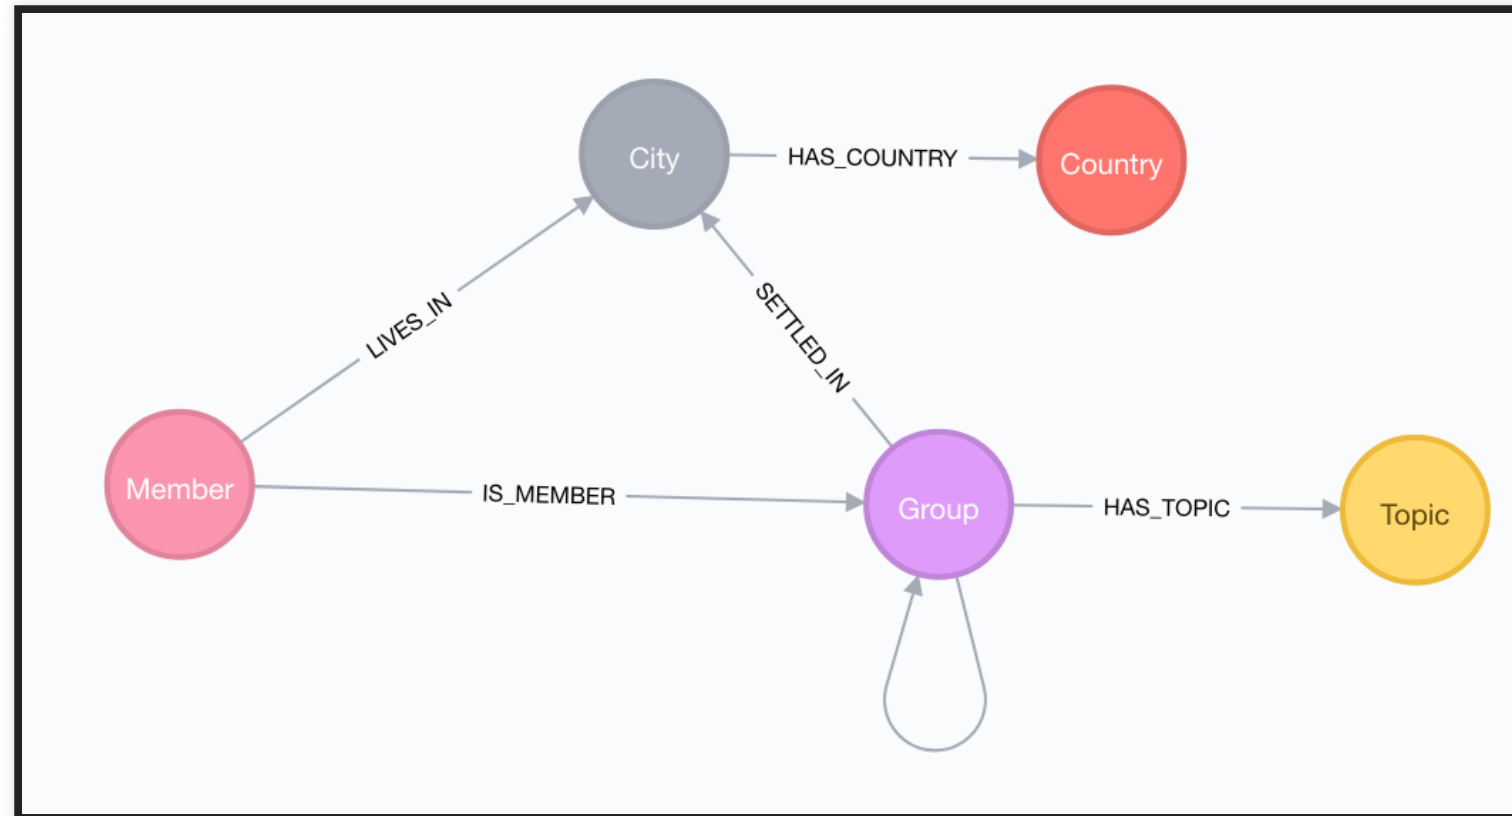 City
HAS_COUNTRY
Country
LIVES_IN
SETTLED_IN
Member
IS_MEMBER
Group
HAS_TOPIC
Topic